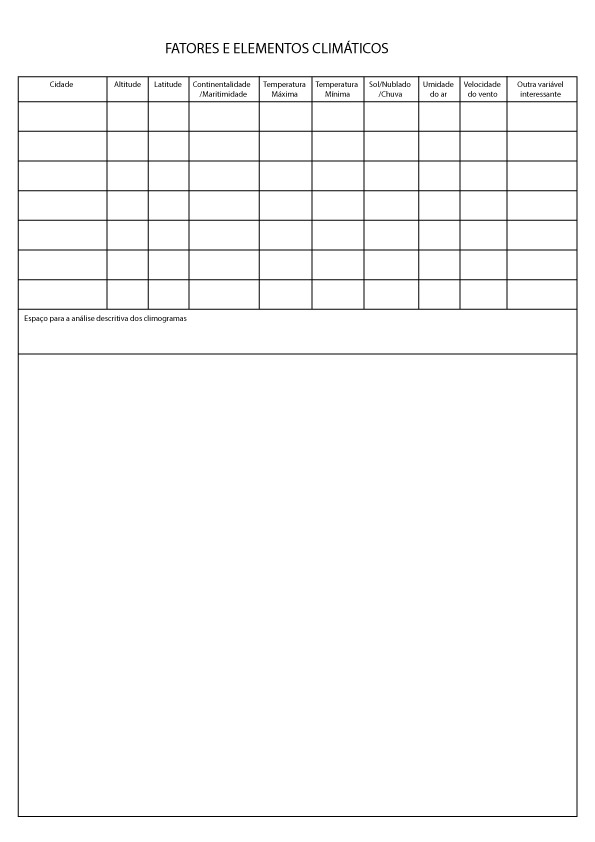 FATORES E ELEMENTOS CLIMÁTICOS
Cidade
Altitude
Latitude
Continentalidade
/Maritimidade
Temperatura
Máxima
Temperatura
Mínima
Sol/Nublado
/Chuva
Umidade
do ar
Velocidade
do vento
Outra variável
interessante
Espaço para a análise descritiva dos climogramas